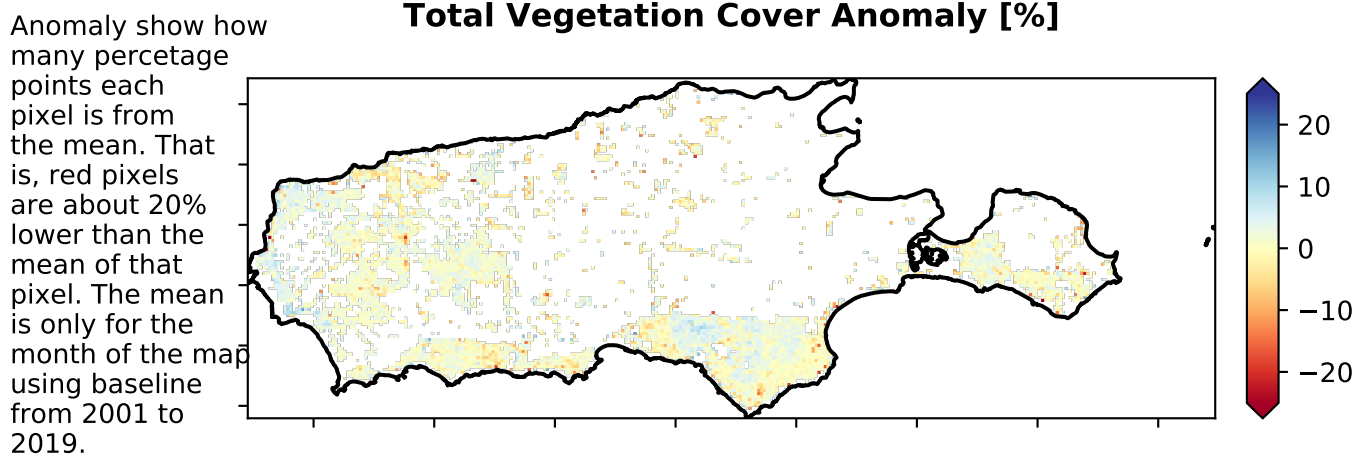 Total Vegetation Cover Anomaly [%]
Anomaly show how
many percetage
points each
pixel is from
the mean. That
is, red pixels
are about 20%
lower than the
mean of that
pixel. The mean
is only for the
month of the map
using baseline
from 2001 to
2019.
20
10
0
−10
−20